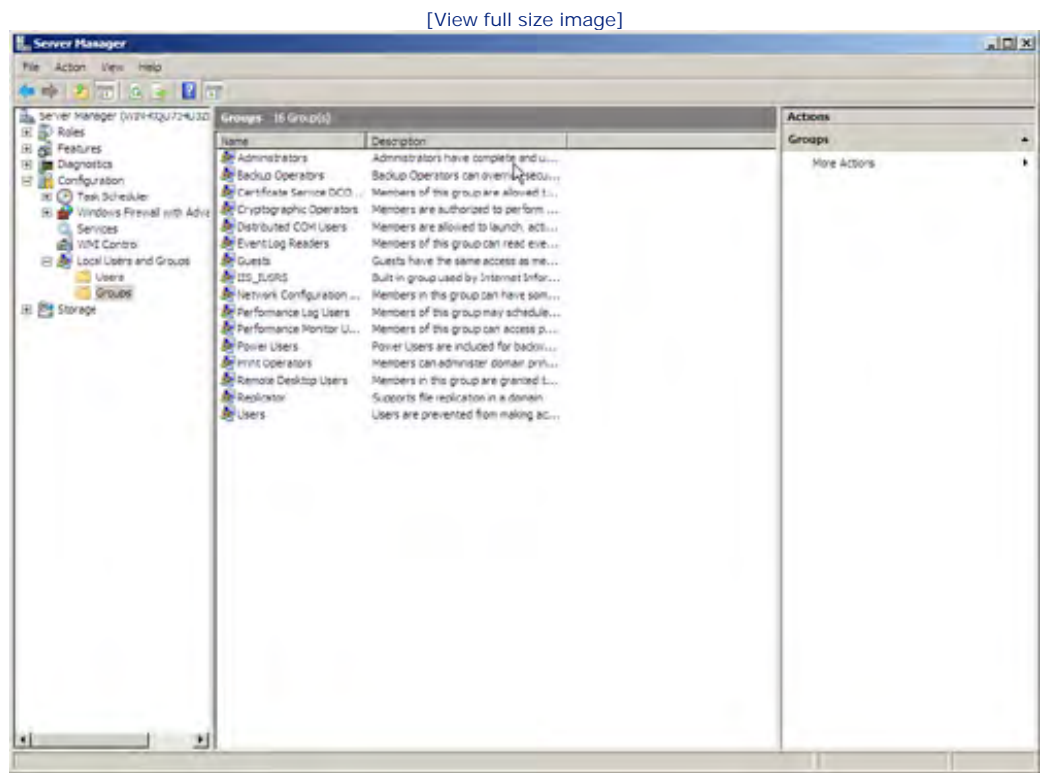 [View full size image]
Server Manager
File Action View Help
Server Manager (WIN-KQU724U3Z
Roles
Features
Diagnostics
Configuration
Task Scheduler
Windows Firewall with Adva
Services
WMI Control
Local Users and Groups
Users
Groups
Storage
Groups 16 Group(s)
Name Description
Administrators Administrators have complete and u...
Backup Operators Backup Operators can override secu...
Certificate Service DCO... Members of this group are allowed t...
Cryptographic Operators Members are authorized to perform ...
Distributed COM Users Members are allowed to launch, acti...
Event Log Readers Members of this group can read eve...
Guests Guests have the same access as me...
IIS_IUSRS Built-in group used by Internet Infor...
Network Configuration ... Members in this group can have som...
Performance Log Users Members of this group may schedule...
Performance Monitor U... Members of this group can access p...
Power Users Power Users are included for backw...
Print Operators Members can administer domain prin...
Remote Desktop Users Members in this group are granted t...
Replicator Supports file replication in a domain
Users Users are prevented from making ac...
Actions
Groups
More Actions